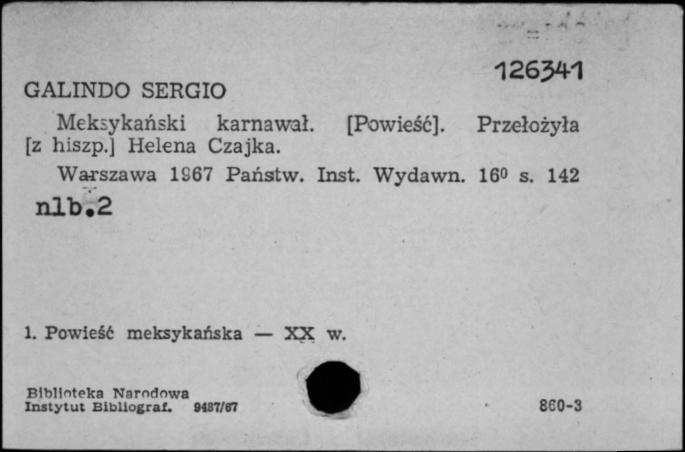 126341
GALINDO SERGIO
Meksykański karnawał. [Powieść]. Przełożyła
[z hiszp.] Helena Czajka.
Warszawa 1967 Państw. Inst. Wydawn. 16⁰ s. 142
nlb.2
1. Powieść meksykańska — XX w.
Biblioteka Narodowa
Instytut Bibliograf. 9487/67
860-3